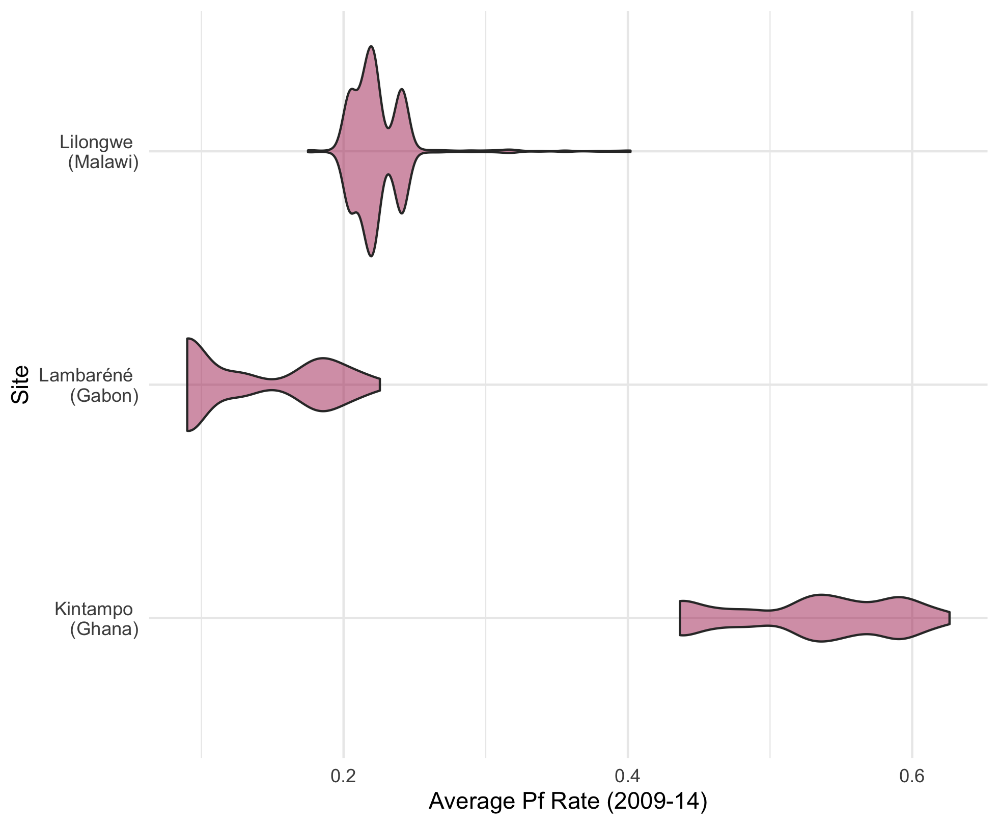 Lilongwe
(Malawi)
Site
Lambaréné
(Gabon)
Kintampo
(Ghana)
0.2
0.4
0.6
Average Pf Rate (2009-14)